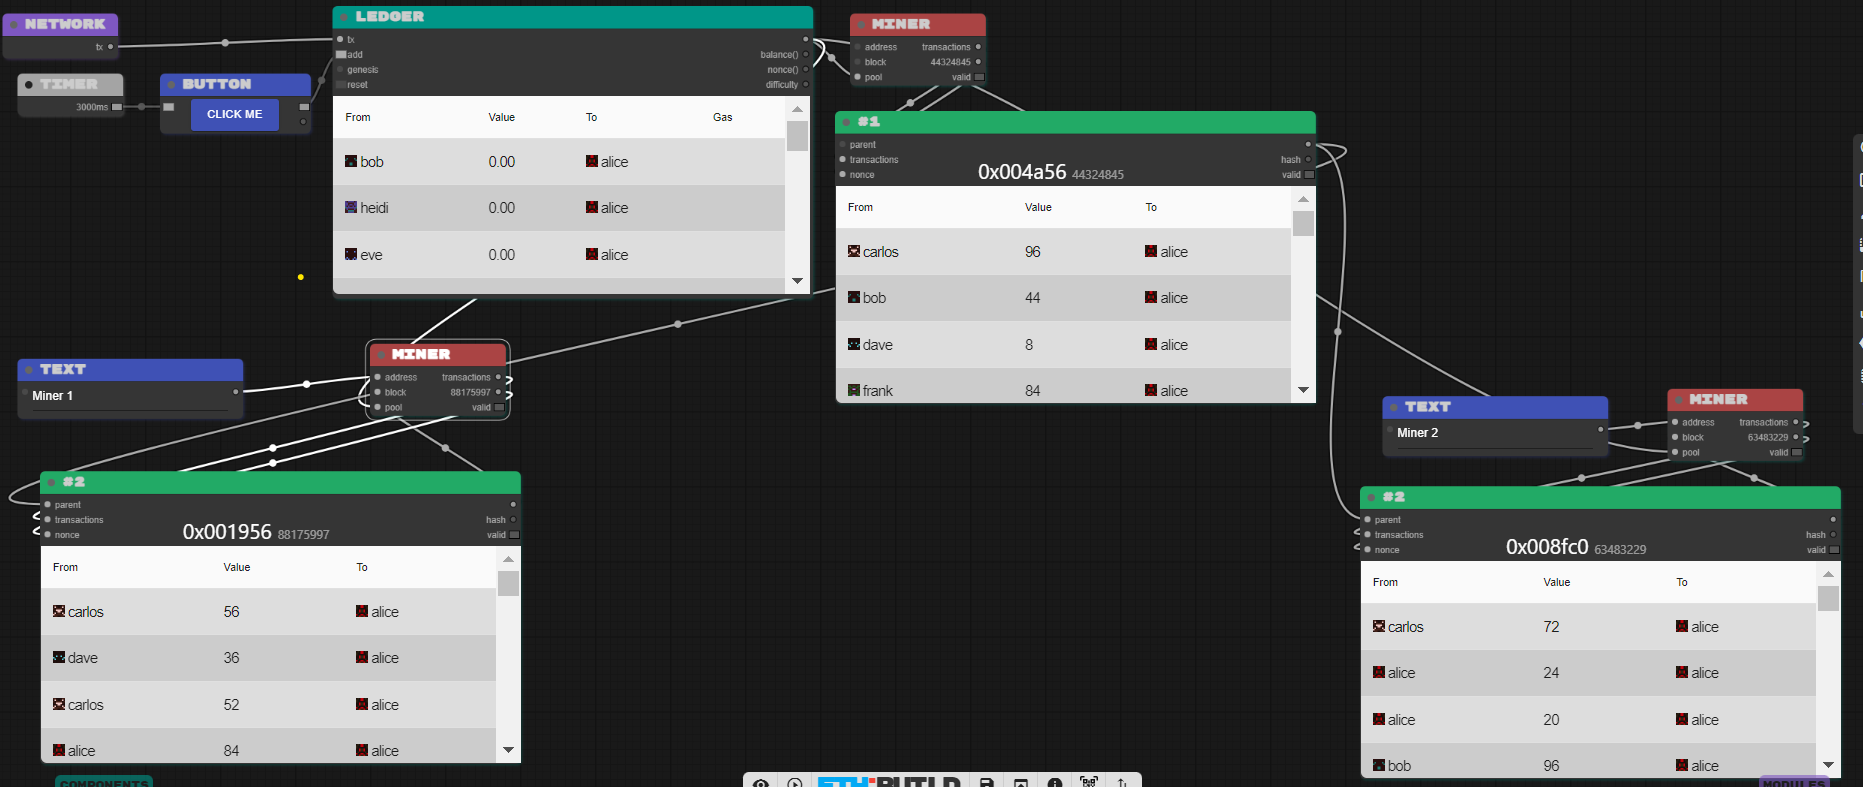 NETWORK
tx
TIMER
3000ms
BUTTON
CLICK ME
LEDGER
tx
add
genesis
reset
balance()
nonce()
difficulty
From Value To Gas
bob 0.00 alice
heidi 0.00 alice
eve 0.00 alice
MINER
address transactions
block 44324845
pool valid
#1
parent
transactions hash
nonce valid
0x004a56 44324845
From Value To
carlos 96 alice
bob 44 alice
dave 8 alice
frank 84 alice
TEXT
Miner 1
MINER
address transactions
block 88175997
pool valid
#2
parent
transactions hash
nonce valid
0x001956 88175997
From Value To
carlos 56 alice
dave 36 alice
carlos 52 alice
alice 84 alice
TEXT
Miner 2
MINER
address transactions
block 63483229
pool valid
#2
parent
transactions hash
nonce valid
0x008fc0 63483229
From Value To
carlos 72 alice
alice 24 alice
alice 20 alice
bob 96 alice
COMPONENTS
ETH.BUILD
MODULES